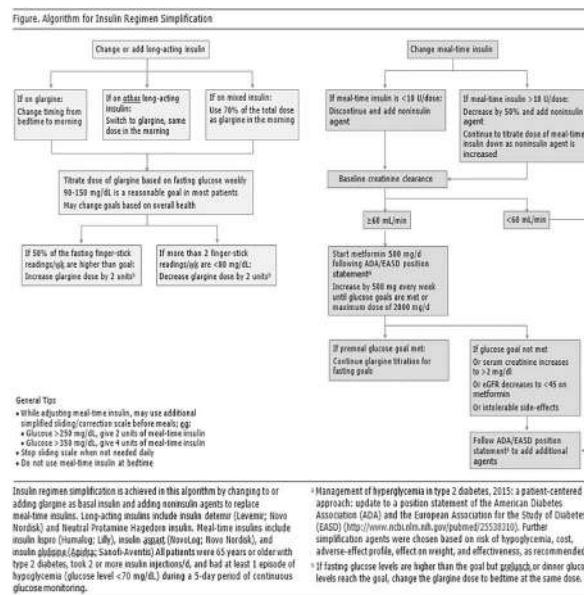 Figure. Algorithm for Insulin Regimen Simplification
Change or add long-acting insulin
If on glargine:
Change timing from
bedtime to morning
If on other long-acting
insulin:
Switch to glargine, same
dose in the morning
If on mixed insulin:
Use 70% of the total dose
as glargine in the morning
Titrate dose of glargine based on fasting glucose weekly
90-150 mg/dL is a reasonable goal in most patients
May change goals based on overall health
If 50% of the fasting finger-stick
readings/wk are higher than goal:
Increase glargine dose by 2 units b
If more than 2 finger-stick
readings/wk are <80 mg/dL:
Decrease glargine dose by 2 units b
Change meal-time insulin
If meal-time insulin is <10 U/dose:
Discontinue and add noninsulin
agent
If meal-time insulin >10 U/dose:
Decrease by 50% and add noninsulin
agent
Continue to titrate dose of meal-time
insulin down as noninsulin agent is
increased
Baseline creatinine clearance
≥60 mL/min
<60 mL/min
Start metformin 500 mg/d
following ADA/EASD position
statement a
Increase by 500 mg every week
until glucose goals are met or
maximum dose of 2000 mg/d
If premeal glucose goal met:
Continue glargine titration for
fasting goals
If glucose goal not met
Or serum creatinine increases
to >2 mg/dl
Or eGFR decreases to <45 on
metformin
Or intolerable side-effects
Follow ADA/EASD position
statement a to add additional
agents
General Tips
• While adjusting meal-time insulin, may use additional
simplified sliding/correction scale before meals; eg:
• Glucose >250 mg/dL, give 2 units of meal-time insulin
• Glucose >350 mg/dL, give 4 units of meal-time insulin
• Stop sliding scale when not needed daily
• Do not use meal-time insulin at bedtime
Insulin regimen simplification is achieved in this algorithm by changing to or
adding glargine as basal insulin and adding noninsulin agents to replace
meal-time insulins. Long-acting insulins include insulin detemir (Levemir; Novo
Nordisk) and Neutral Protamine Hagedorn insulin. Meal-time insulins include
insulin lispro (Humalog; Lilly), insulin aspart (NovoLog; Novo Nordisk), and
insulin glulisine (Apidra; Sanofi-Aventis) All patients were 65 years or older with
type 2 diabetes, took 2 or more insulin injections/d, and had at least 1 episode of
hypoglycemia (glucose level <70 mg/dL) during a 5-day period of continuous
glucose monitoring.
a Management of hyperglycemia in type 2 diabetes, 2015: a patient-centered
approach: update to a position statement of the American Diabetes
Association (ADA) and the European Association for the Study of Diabetes
(EASD) (http://www.ncbi.nlm.nih.gov/pubmed/25538310). Further
simplification agents were chosen based on risk of hypoglycemia, cost,
adverse-effect profile, effect on weight, and effectiveness, as recommended
b If fasting glucose levels are higher than the goal but prelunch or dinner
levels reach the goal, change the glargine dose to bedtime at the same dose.